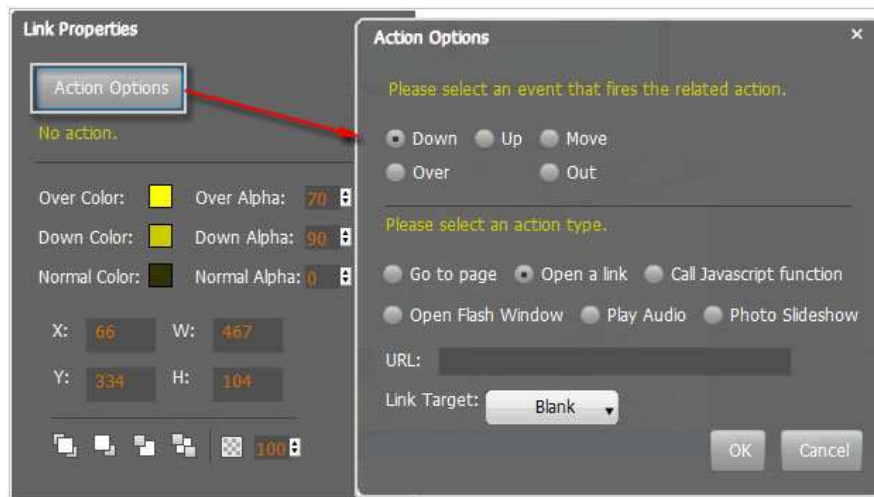 Link Properties
Action Options
No action.
Over Color: Over Alpha: 70
Down Color: Down Alpha: 90
Normal Color: Normal Alpha: 0
X: 66 W: 467
Y: 334 H: 104
100
Action Options
Please select an event that fires the related action.
Down Up Move
Over Out
Please select an action type.
Go to page Open a link Call Javascript function
Open Flash Window Play Audio Photo Slideshow
URL:
Link Target: Blank
OK Cancel